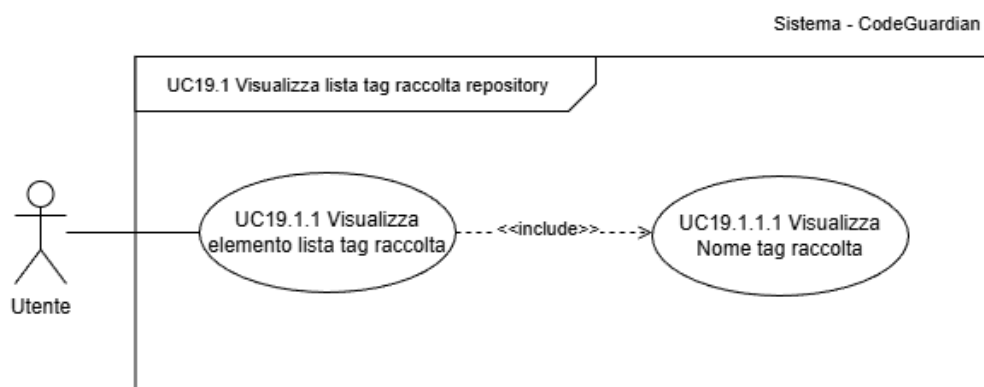 Sistema - CodeGuardian
UC19.1 Visualizza lista tag raccolta repository
UC19.1.1 Visualizza
elemento lista tag raccolta
<<include>>
UC19.1.1.1 Visualizza
Nome tag raccolta
Utente